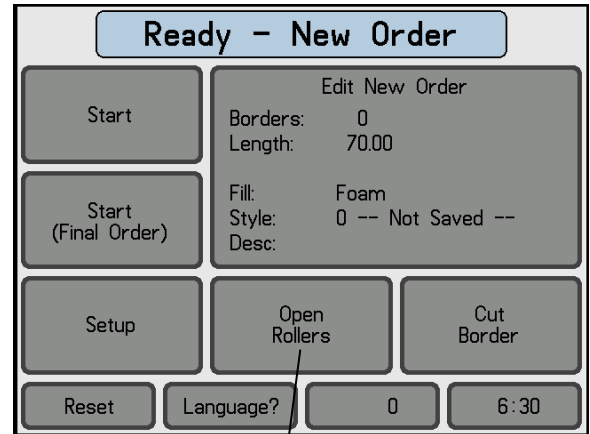 Ready - New Order
Start
Edit New Order
Borders: 0
Length: 70.00
Fill: Foam
Style: 0 -- Not Saved --
Desc:
Start
(Final Order)
Setup
Open
Rollers
Cut
Border
Reset
Language?
0
6:30